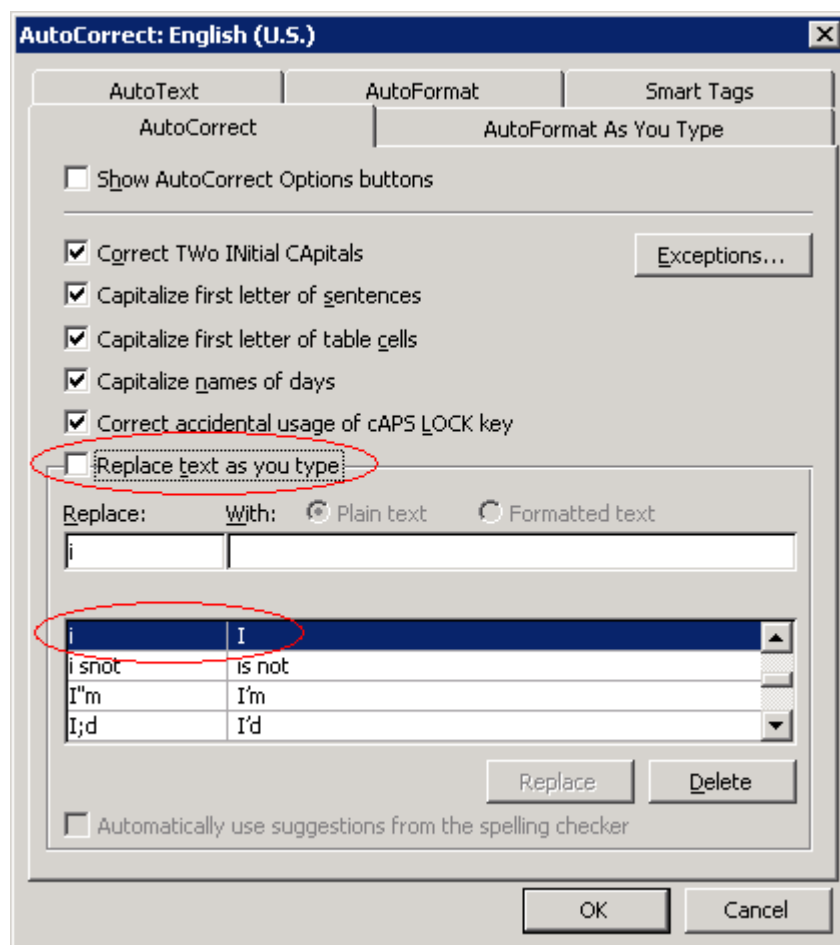 AutoCorrect: English (U.S.)
AutoText AutoFormat Smart Tags
AutoCorrect AutoFormat As You Type
Show AutoCorrect Options buttons
Correct TWo INitial CApitals Exceptions...
Capitalize first letter of sentences
Capitalize first letter of table cells
Capitalize names of days
Correct accidental usage of cAPS LOCK key
Replace text as you type
Replace: With: Plain text Formatted text
i
i I
i snot is not
I"m I'm
I;d I'd
Replace Delete
Automatically use suggestions from the spelling checker
OK Cancel